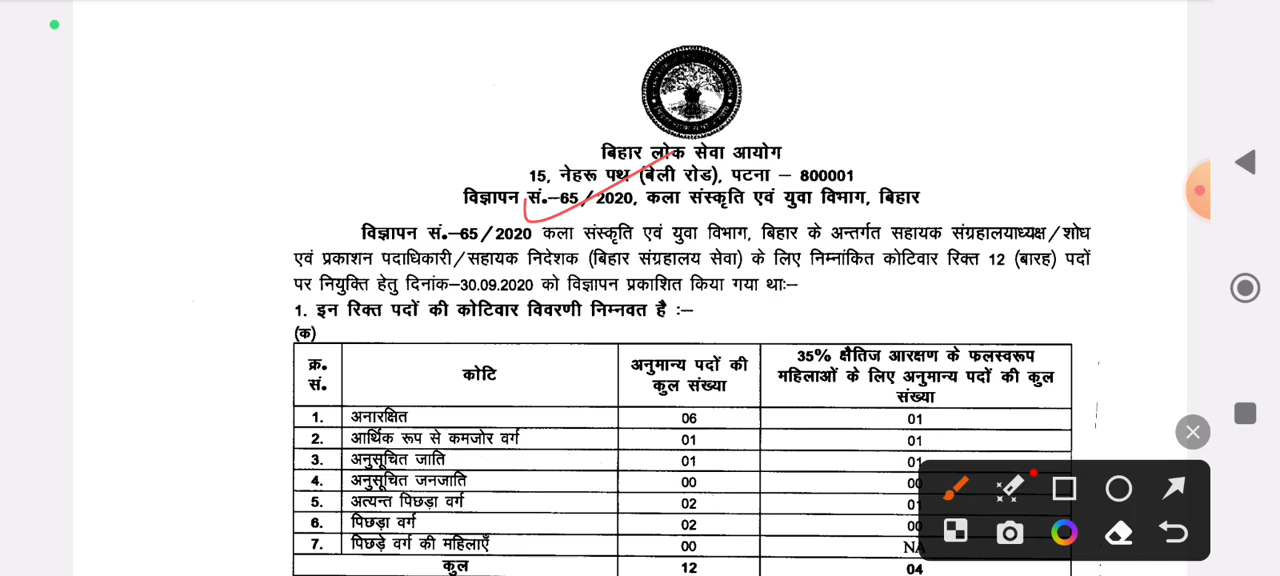 बिहार लोक सेवा आयोग
15, नेहरू पथ (बेली रोड), पटना – 800001
विज्ञापन सं.–65/2020, कला संस्कृति एवं युवा विभाग, बिहार
विज्ञापन सं.–65/2020 कला संस्कृति एवं युवा विभाग, बिहार के अन्तर्गत सहायक संग्रहालयाध्यक्ष/शोध
एवं प्रकाशन पदाधिकारी/सहायक निदेशक (बिहार संग्रहालय सेवा) के लिए निम्नांकित कोटिवार रिक्त 12 (बारह) पदों
पर नियुक्ति हेतु दिनांक–30.09.2020 को विज्ञापन प्रकाशित किया गया थाः–
1. इन रिक्त पदों की कोटिवार विवरणी निम्नवत है :–
(क)
क्र. सं. कोटि अनुमान्य पदों की कुल संख्या 35% क्षैतिज आरक्षण के फलस्वरूप महिलाओं के लिए अनुमान्य पदों की कुल संख्या
1. अनारक्षित 06 01
2. आर्थिक रूप से कमजोर वर्ग 01 01
3. अनुसूचित जाति 01 01
4. अनुसूचित जनजाति 00 00
5. अत्यन्त पिछड़ा वर्ग 02 01
6. पिछड़ा वर्ग 02 00
7. पिछड़े वर्ग की महिलाएँ 00 NA
कुल 12 04